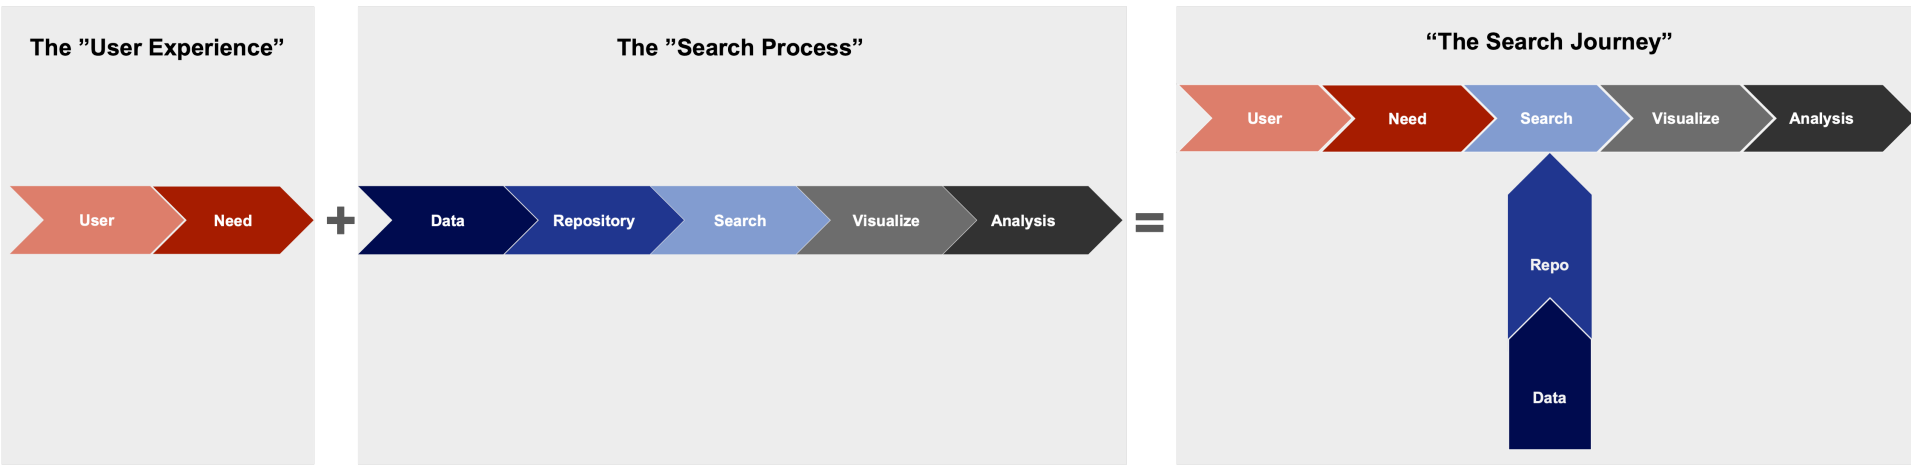 The ”User Experience”
User
Need
+
The ”Search Process”
Data
Repository
Search
Visualize
Analysis
=
“The Search Journey”
User
Need
Search
Visualize
Analysis
Repo
Data